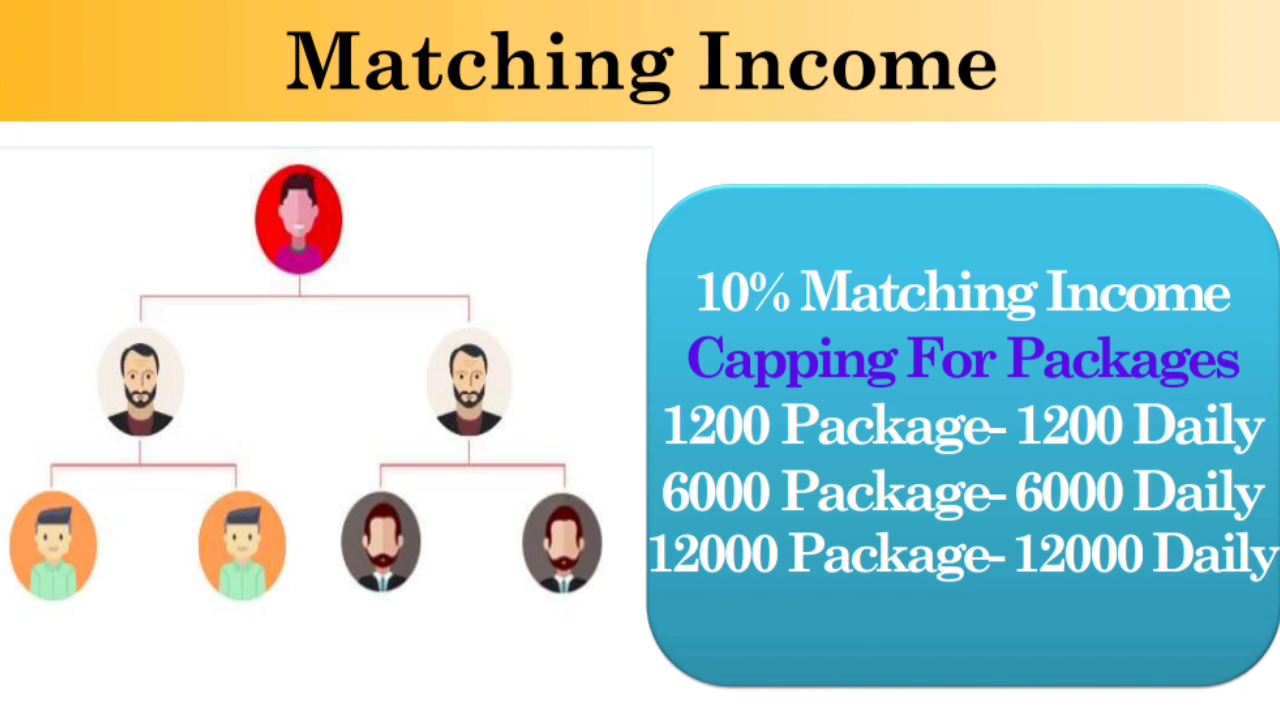 Matching Income
10% Matching Income
Capping For Packages
1200 Package- 1200 Daily
6000 Package- 6000 Daily
12000 Package- 12000 Daily